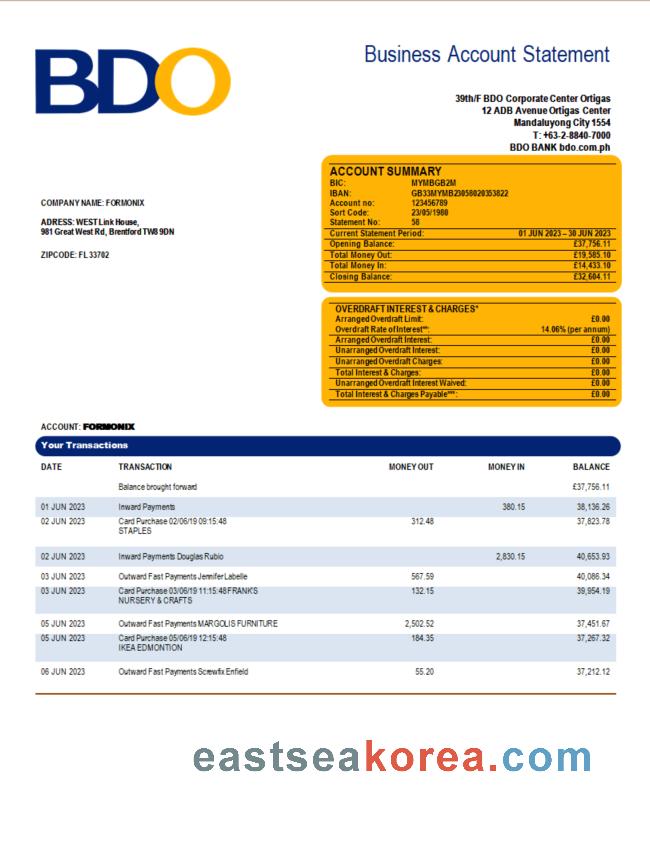 BDO
Business Account Statement
39th/F BDO Corporate Center Ortigas
12 ADB Avenue Ortigas Center
Mandaluyong City 1554
T: +63-2-8840-7000
BDO BANK bdo.com.ph
COMPANY NAME: FORMONIX
ADRESS: WEST Link House,
981 Great West Rd, Brentford TW8 9DN
ZIPCODE: FL 33702
ACCOUNT SUMMARY
BIC: MYMBGB2M
IBAN: GB33MYMB23058020353822
Account no: 123456789
Sort Code: 23/05/1980
Statement No: 58
Current Statement Period: 01 JUN 2023 – 30 JUN 2023
Opening Balance: £37,756.11
Total Money Out: £19,585.10
Total Money In: £14,433.10
Closing Balance: £32,604.11
OVERDRAFT INTEREST & CHARGES*
Arranged Overdraft Limit: £0.00
Overdraft Rate of Interest**: 14.06% (per annum)
Arranged Overdraft Interest: £0.00
Unarranged Overdraft Interest: £0.00
Unarranged Overdraft Charges: £0.00
Total Interest & Charges: £0.00
Unarranged Overdraft Interest Waived: £0.00
Total Interest & Charges Payable***: £0.00
ACCOUNT: FORMONIX
Your Transactions
DATE TRANSACTION MONEY OUT MONEY IN BALANCE
Balance brought forward £37,756.11
01 JUN 2023 Inward Payments 380.15 38,136.26
02 JUN 2023 Card Purchase 02/06/19 09:15:48 312.48 37,823.78
STAPLES
02 JUN 2023 Inward Payments Douglas Rubio 2,830.15 40,653.93
03 JUN 2023 Outward Fast Payments Jennifer Labelle 567.59 40,086.34
03 JUN 2023 Card Purchase 03/06/19 11:15:48 FRANK'S 132.15 39,954.19
NURSERY & CRAFTS
05 JUN 2023 Outward Fast Payments MARGOLIS FURNITURE 2,502.52 37,451.67
05 JUN 2023 Card Purchase 05/06/19 12:15:48 184.35 37,267.32
IKEA EDMONTION
06 JUN 2023 Outward Fast Payments Screwfix Enfield 55.20 37,212.12
eastseakorea.com